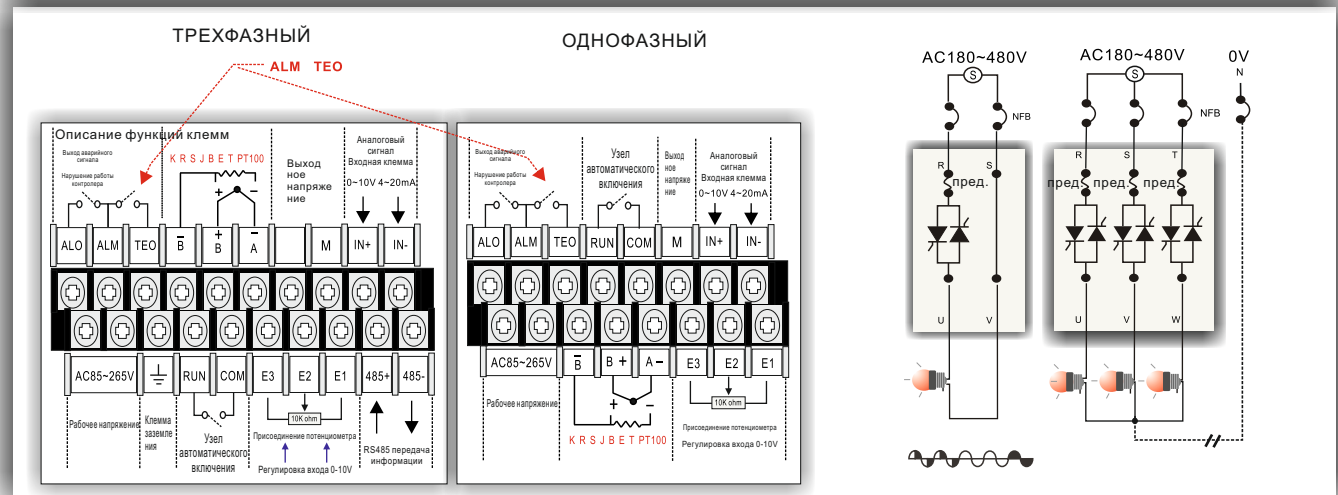 ТРЕХФАЗНЫЙ
ALM TEO
Описание функций клемм
Выход аварийного
сигнала
Нарушение работы
контролера
K R S J B E T PT100
Выход
ное
напряже
ние
Аналоговый
сигнал
Входная клемма
0~10V 4~20mA
+ −
ALO ALM TEO B̅ +B −A M IN+ IN-
AC85~265V RUN COM E3 E2 E1 485+ 485-
10K ohm
Рабочее напряжение
Клемма
заземле
ния
Узел
автоматического
включения
Присоединение потенциометра
Регулировка входа 0-10V
RS485 передача
информации
ОДНОФАЗНЫЙ
Выход аварийного
сигнала
Нарушение работы
контролера
Узел
автоматического
включения
Выход
ное
напряже
ние
Аналоговый
сигнал
Входная клемма
0~10V 4~20mA
ALO ALM TEO RUN COM M IN+ IN-
AC85~265V B̅ B + A − E3 E2 E1
+ −
10K ohm
Рабочее напряжение
K R S J B E T PT100
Присоединение потенциометра
Регулировка входа 0-10V
AC180~480V
S
NFB
R S
пред.
U V
AC180~480V
S
0V
N
NFB
R S T
пред. пред. пред.
U V W